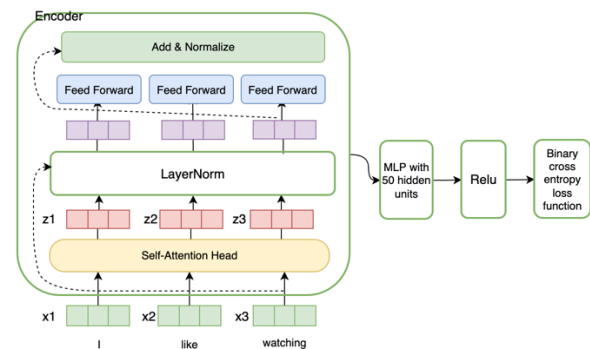 Encoder
Add & Normalize
Feed Forward Feed Forward Feed Forward
LayerNorm
z1 z2 z3
Self-Attention Head
x1 x2 x3
I like watching
MLP with
50 hidden
units
Relu
Binary
cross
entropy
loss
function